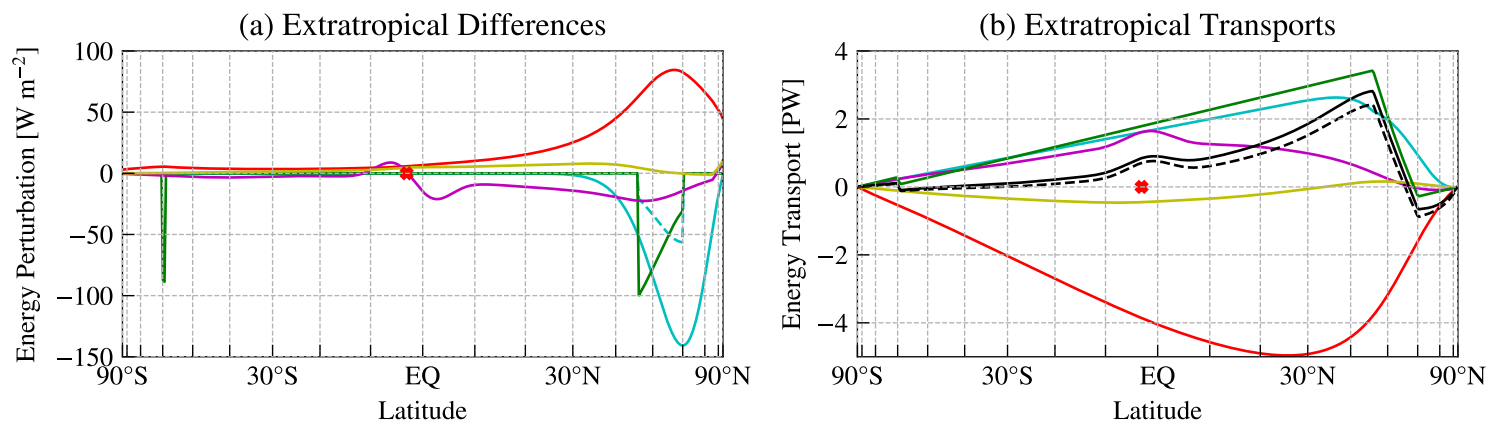 (a) Extratropical Differences
Energy Perturbation [W m⁻²]
100
50
0
−50
−100
−150
90°S
30°S
EQ
30°N
90°N
Latitude
(b) Extratropical Transports
Energy Transport [PW]
4
2
0
−2
−4
90°S
30°S
EQ
30°N
90°N
Latitude